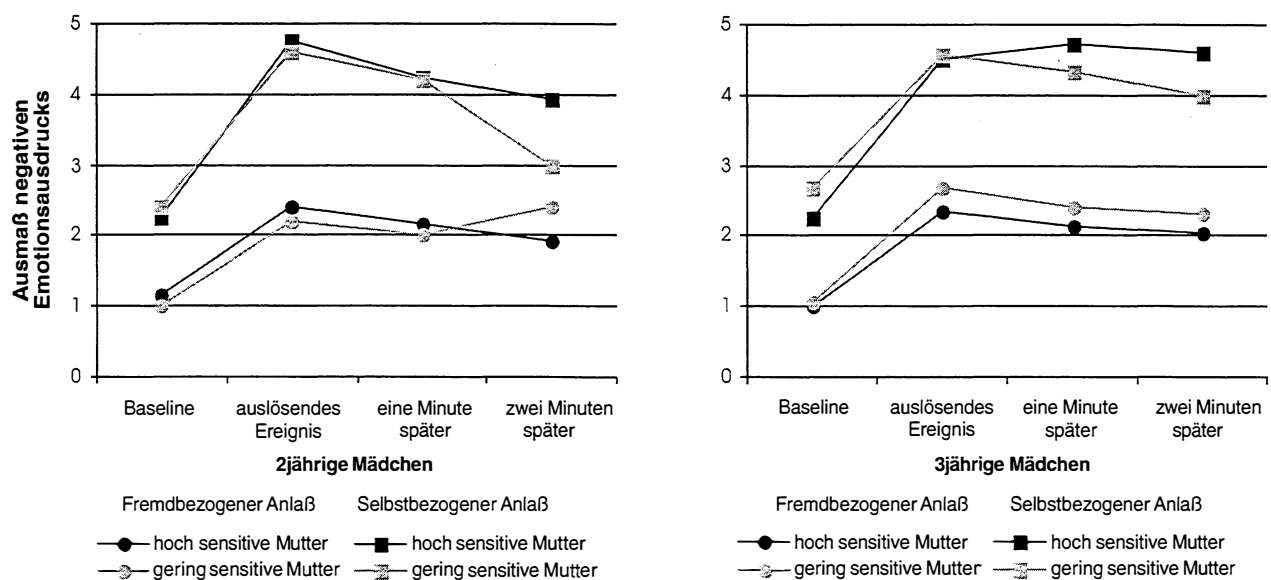 Ausmaß negativen
Emotionsausdrucks
5
4
3
2
1
0
Baseline
auslösendes
Ereignis
eine Minute
später
zwei Minuten
später
2jährige Mädchen
Fremdbezogener Anlaß
Selbstbezogener Anlaß
hoch sensitive Mutter
hoch sensitive Mutter
gering sensitive Mutter
gering sensitive Mutter
5
4
3
2
1
0
Baseline
auslösendes
Ereignis
eine Minute
später
zwei Minuten
später
3jährige Mädchen
Fremdbezogener Anlaß
Selbstbezogener Anlaß
hoch sensitive Mutter
hoch sensitive Mutter
gering sensitive Mutter
gering sensitive Mutter